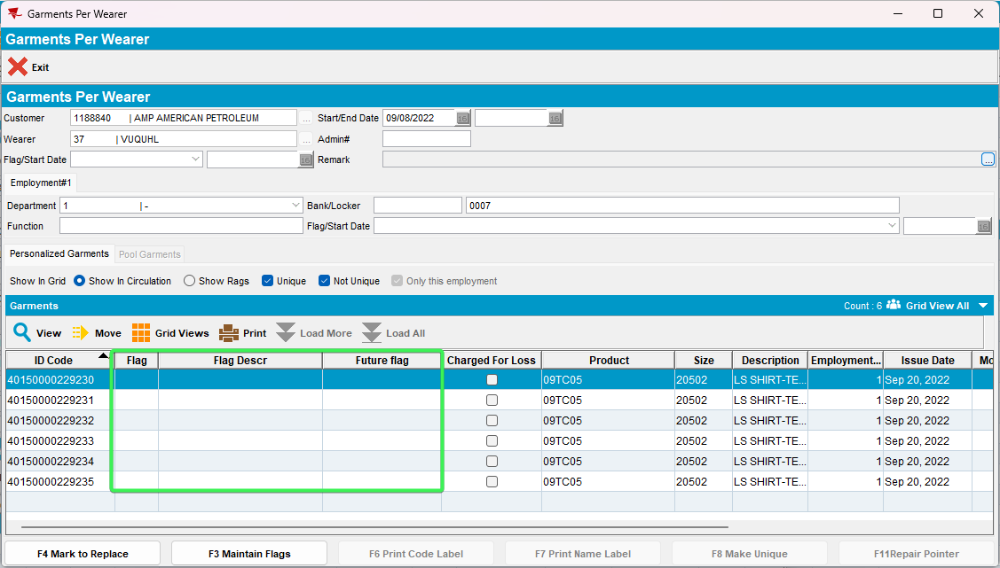 Garments Per Wearer
Garments Per Wearer
Exit
Garments Per Wearer
Customer 1188840 | AMP AMERICAN PETROLEUM ... Start/End Date 09/08/2022 16 16
Wearer 37 | VUQUHL ... Admin#
Flag/Start Date 16 Remark ...
Employment#1
Department 1 | - Bank/Locker 0007
Function Flag/Start Date 16
Personalized Garments Pool Garments
Show In Grid Show In Circulation Show Rags Unique Not Unique Only this employment
Garments Count : 6 Grid View All
View Move Grid Views Print Load More Load All
ID Code Flag Flag Descr Future flag Charged For Loss Product Size Description Employment... Issue Date Mo
40150000229230 09TC05 20502 LS SHIRT-TE... 1 Sep 20, 2022
40150000229231 09TC05 20502 LS SHIRT-TE... 1 Sep 20, 2022
40150000229232 09TC05 20502 LS SHIRT-TE... 1 Sep 20, 2022
40150000229233 09TC05 20502 LS SHIRT-TE... 1 Sep 20, 2022
40150000229234 09TC05 20502 LS SHIRT-TE... 1 Sep 20, 2022
40150000229235 09TC05 20502 LS SHIRT-TE... 1 Sep 20, 2022
F4 Mark to Replace F3 Maintain Flags F6 Print Code Label F7 Print Name Label F8 Make Unique F11Repair Pointer